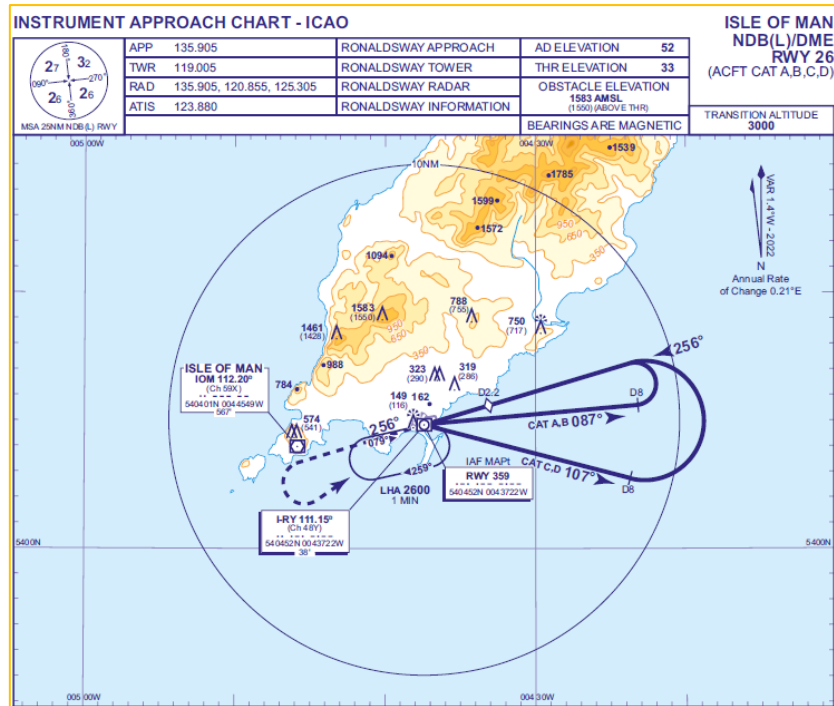 INSTRUMENT APPROACH CHART - ICAO
ISLE OF MAN
NDB(L)/DME
RWY 26
(ACFT CAT A,B,C,D)
180°
27 32
090° 270°
26 26
360°
MSA 25NM NDB(L) RWY
APP 135.905 RONALDSWAY APPROACH
TWR 119.005 RONALDSWAY TOWER
RAD 135.905, 120.855, 125.305 RONALDSWAY RADAR
ATIS 123.880 RONALDSWAY INFORMATION
AD ELEVATION 52
THR ELEVATION 33
OBSTACLE ELEVATION
1583 AMSL
(1550) (ABOVE THR)
BEARINGS ARE MAGNETIC
TRANSITION ALTITUDE
3000
005 00W
004 30W
10NM
1539
1785
1599
1572
950
650
350
VAR 1.4°W - 2022
N
Annual Rate
of Change 0.21°E
1094
1583
(1550)
950
650
788
(755)
750
(717)
1461
(1428)
350
988
323
(290)
319
(286)
784
ISLE OF MAN
IOM 112.20°
(Ch 59X)
540401N 0044549W
567'
574
(541)
149
(116)
162
256°
079°
259°
D2.2
256°
D8
CAT A,B 087°
CAT C,D 107°
D8
IAF MAPt
RWY 359
540452N 0043722W
LHA 2600
1 MIN
I-RY 111.15°
(Ch 48Y)
540452N 0043722W
38'
5400N
5400N
005 00W
004 30W